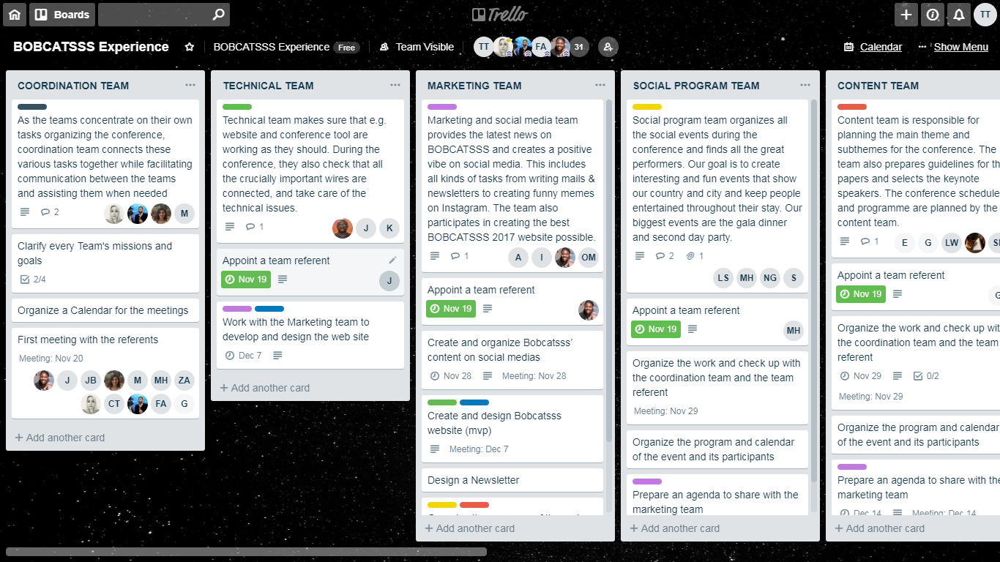 Boards
Trello
TT
BOBCATSSS Experience
BOBCATSSS Experience Free
Team Visible
TT FA 31
Calendar
Show Menu
COORDINATION TEAM
As the teams concentrate on their own
tasks organizing the conference,
coordination team connects these
various tasks together while facilitating
communication between the teams
and assisting them when needed
2 M
Clarify every Team's missions and
goals
2/4
Organize a Calendar for the meetings
First meeting with the referents
Meeting: Nov 20
J JB M MH ZA
CT FA G
+ Add another card
TECHNICAL TEAM
Technical team makes sure that e.g.
website and conference tool are
working as they should. During the
conference, they also check that all
the crucially important wires are
connected, and take care of the
technical issues.
1 J K
Appoint a team referent
Nov 19 J
Work with the Marketing team to
develop and design the web site
Dec 7
+ Add another card
MARKETING TEAM
Marketing and social media team
provides the latest news on
BOBCATSSS and creates a positive
vibe on social media. This includes
all kinds of tasks from writing mails &
newsletters to creating funny memes
on Instagram. The team also
participates in creating the best
BOBCATSSS 2017 website possible.
1 A I OM
Appoint a team referent
Nov 19
Create and organize Bobcatsss'
content on social medias
Nov 28 Meeting: Nov 28
Create and design Bobcatsss
website (mvp)
Meeting: Dec 7
Design a Newsletter
+ Add another card
SOCIAL PROGRAM TEAM
Social program team organizes all
the social events during the
conference and finds all the great
performers. Our goal is to create
interesting and fun events that show
our country and city and keep people
entertained throughout their stay. Our
biggest events are the gala dinner
and second day party.
2 1
LS MH NG S
Appoint a team referent
Nov 19 MH
Organize the work and check up with
the coordination team and the team
referent
Meeting: Nov 29
Organize the program and calendar
of the event and its participants
Prepare an agenda to share with the
marketing team
+ Add another card
CONTENT TEAM
Content team is responsible for
planning the main theme and
subthemes for the conference. The
team also prepares guidelines for th
papers and selects the keynote
speakers. The conference schedule
and programme are planned by the
content team.
1 E G LW
Appoint a team referent
Nov 19
Organize the work and check up wit
the coordination team and the team
referent
Nov 29 0/2
Meeting: Nov 29
Organize the program and calendar
of the event and its participants
Prepare an agenda to share with the
marketing team
Dec 14 Meeting: Dec 14
+ Add another card